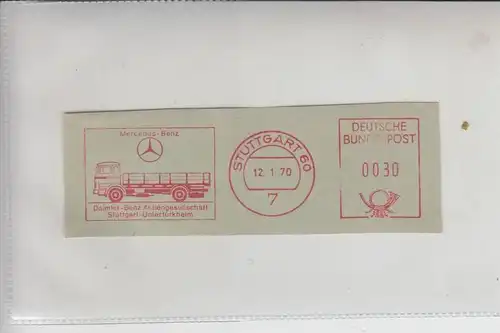 Mercedes-Benz
Daimler-Benz Aktiengesellschaft
Stuttgart-Untertürkheim
STUTTGART 60
12.1.70
7
DEUTSCHE
BUNDESPOST
0030